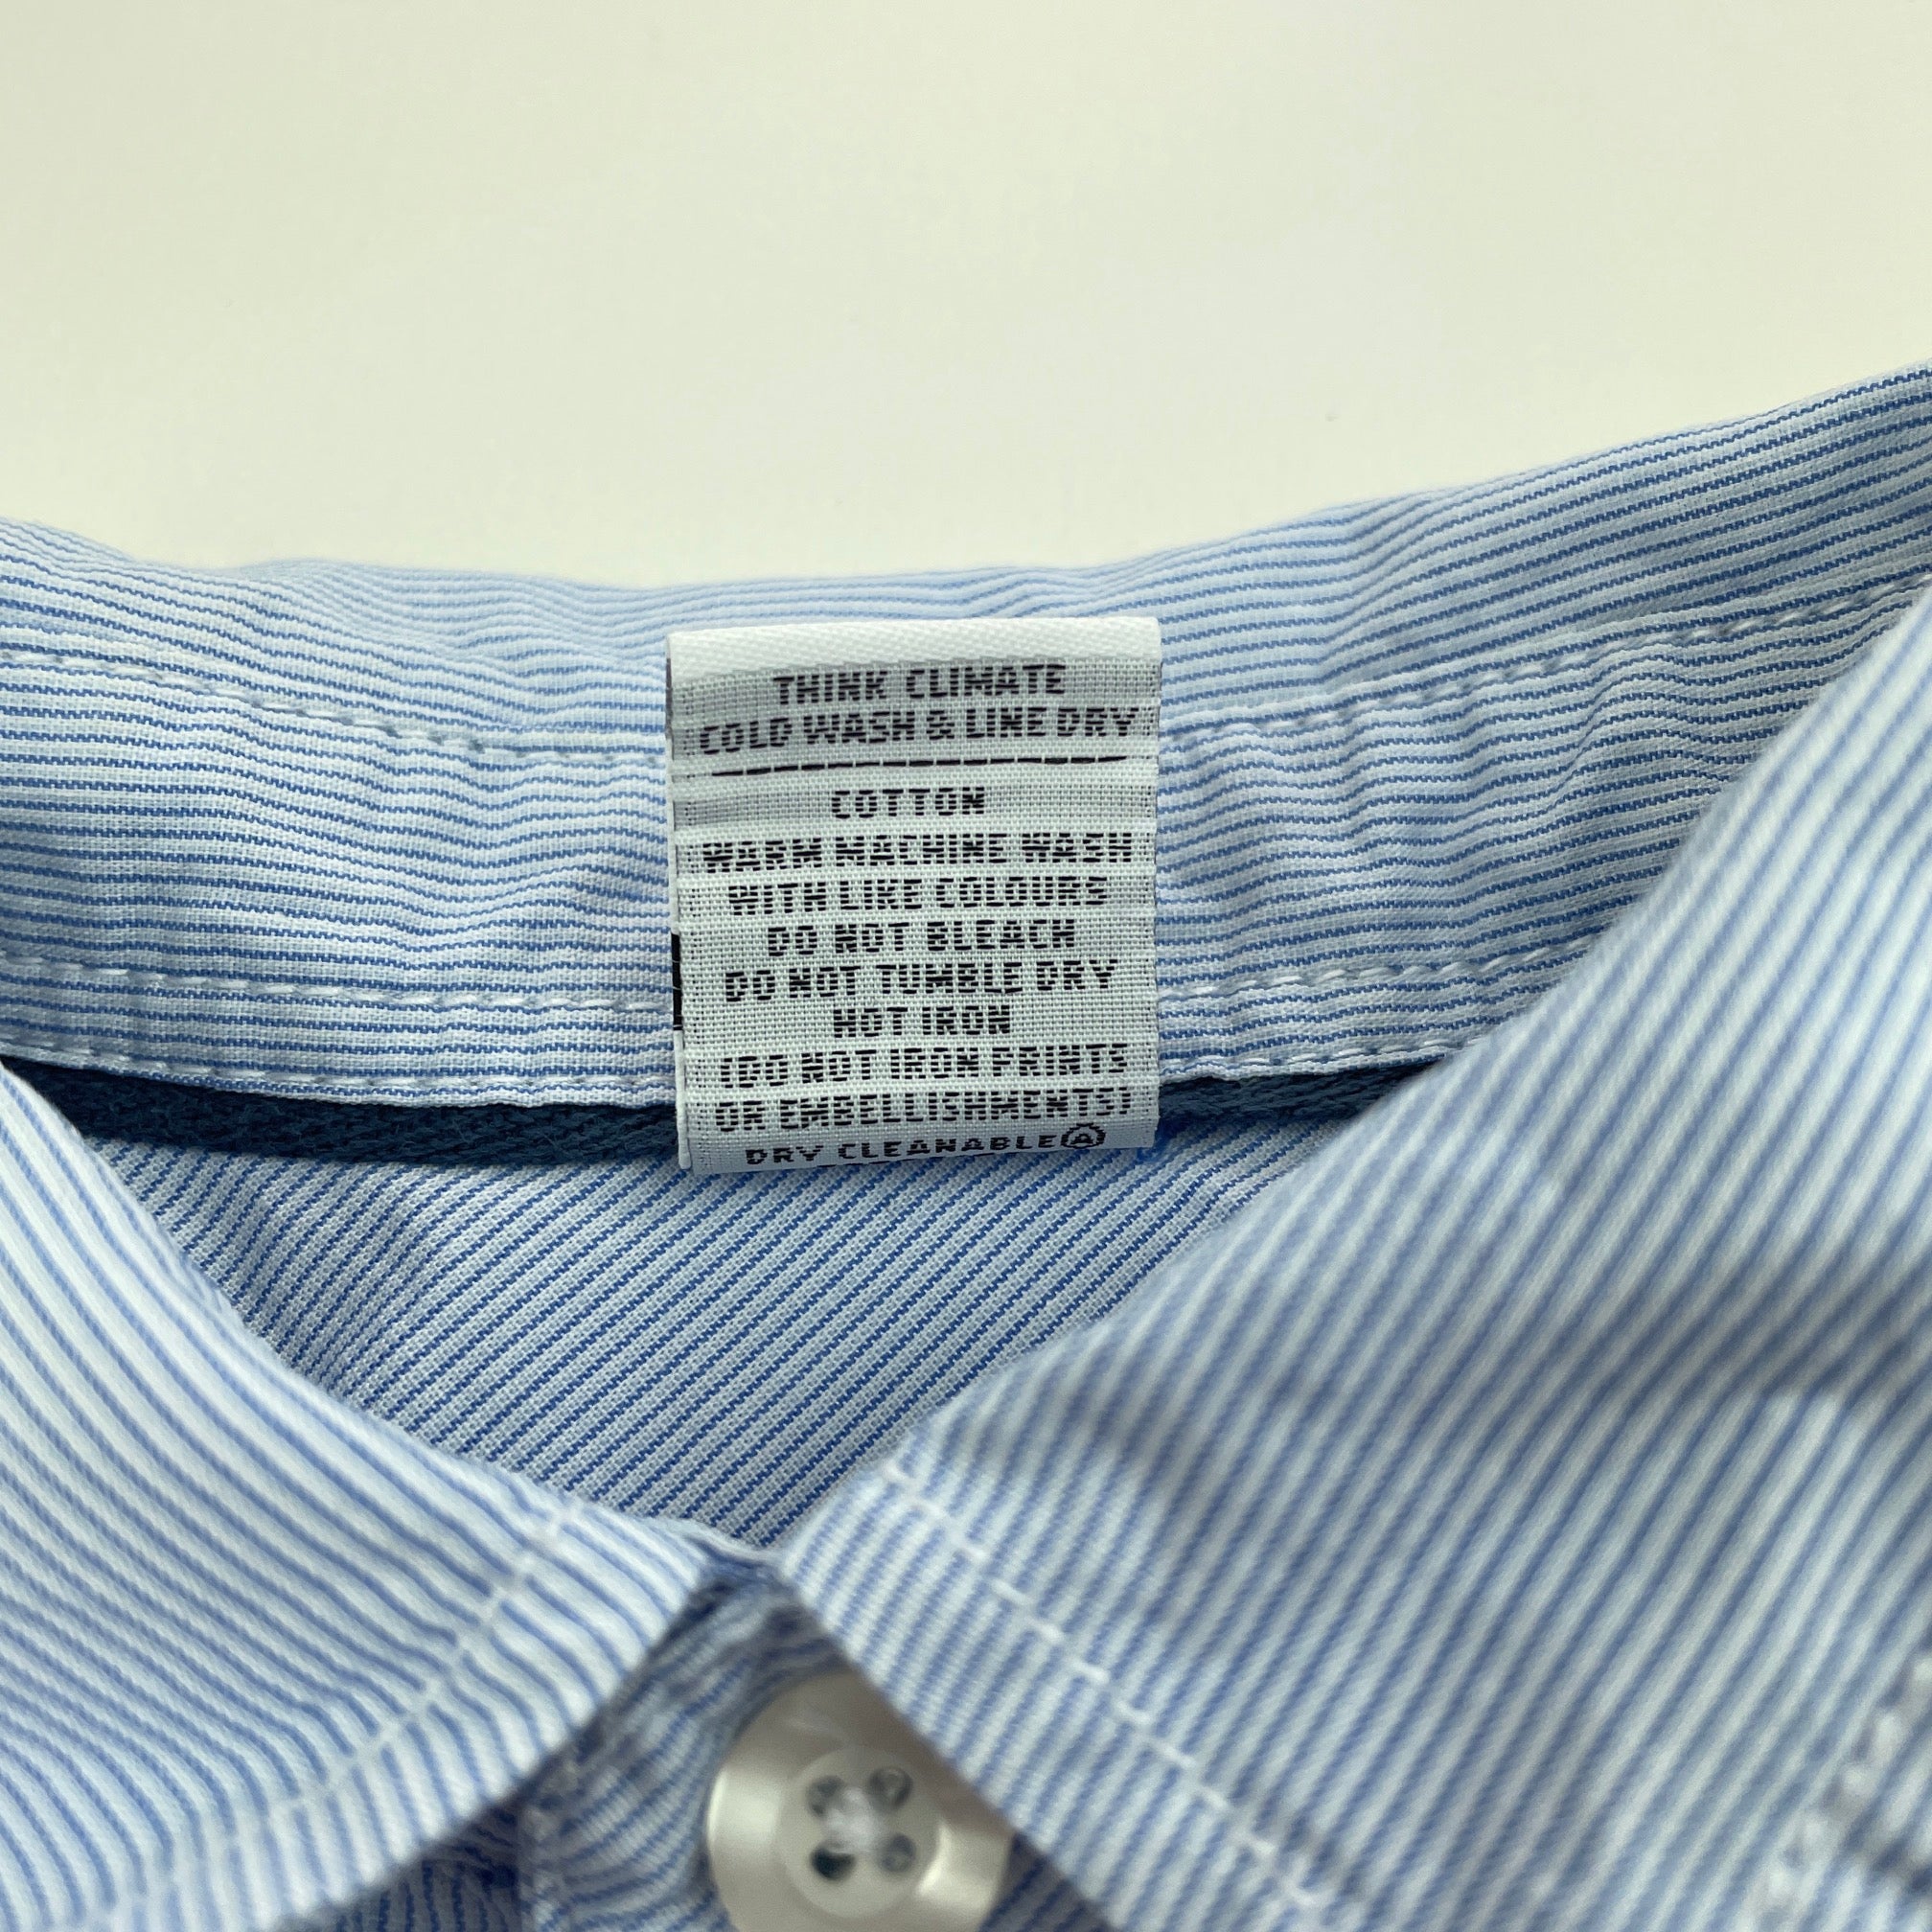 THINK CLIMATE
COLD WASH & LINE DRY
COTTON
WARM MACHINE WASH
WITH LIKE COLOURS
DO NOT BLEACH
DO NOT TUMBLE DRY
HOT IRON
(DO NOT IRON PRINTS
OR EMBELLISHMENTS)
DRY CLEANABLE Ⓐ